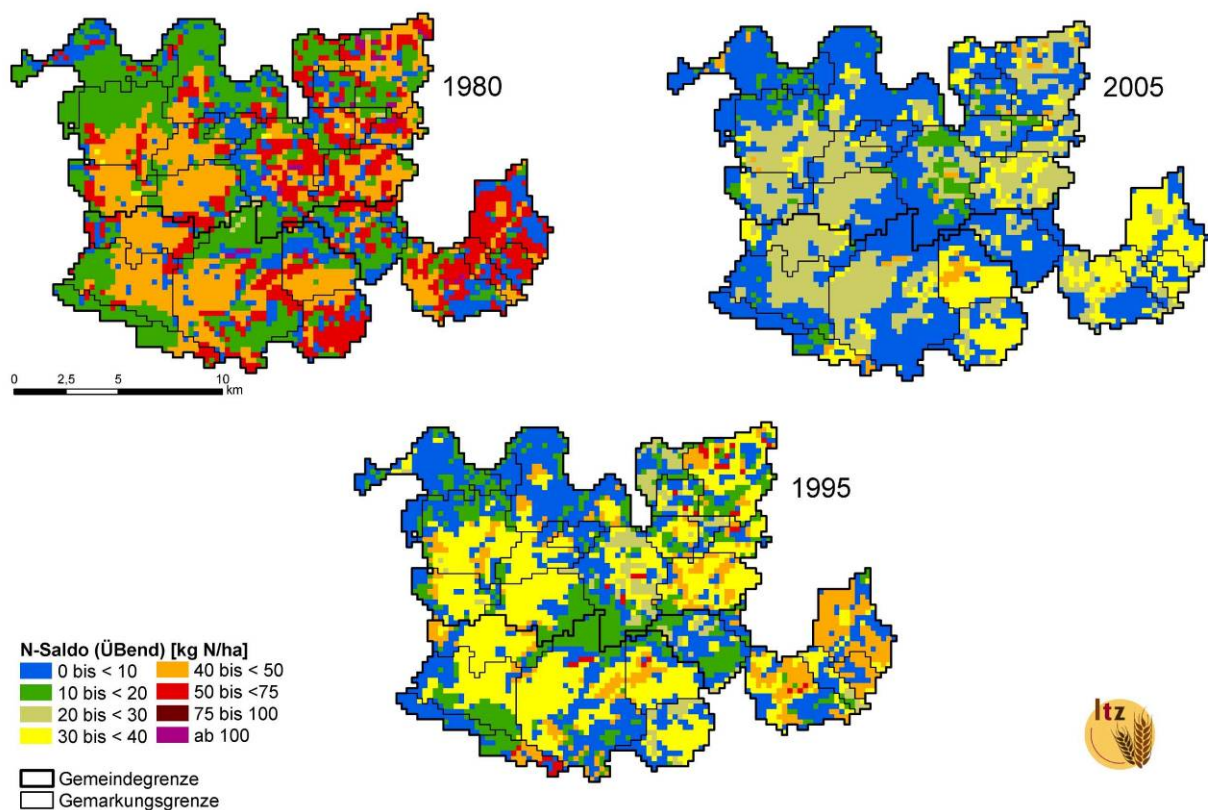 1980
2005
0 2,5 5 10
km
1995
N-Saldo (ÜBend) [kg N/ha]
0 bis < 10 40 bis < 50
10 bis < 20 50 bis <75
20 bis < 30 75 bis 100
30 bis < 40 ab 100
Gemeindegrenze
Gemarkungsgrenze
ltz